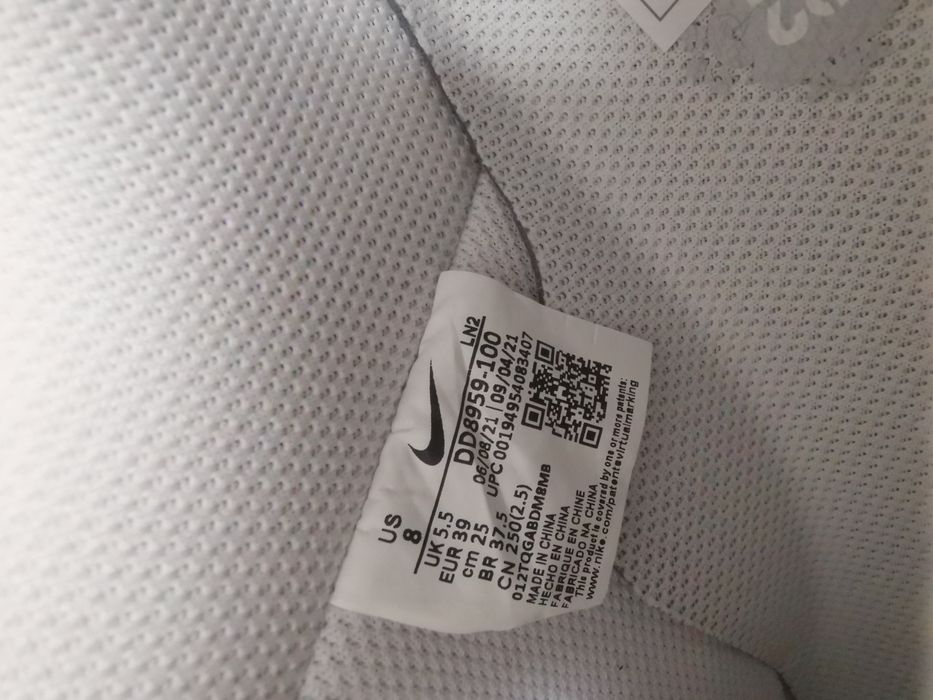 US
8
LN2
UK 5.5
EUR 39
cm 25
BR 37.5
CN 250(2.5)
DD8959-100
06/08/21 | 09/04/21
UPC 00194954083407
012TQGABDM8MB
MADE IN CHINA
HECHO EN CHINA
FABRIQUE EN CHINE
FABRICADO NA CHINA
This product is covered by one or more patents:
www.nike.com/patentevirtualmarking